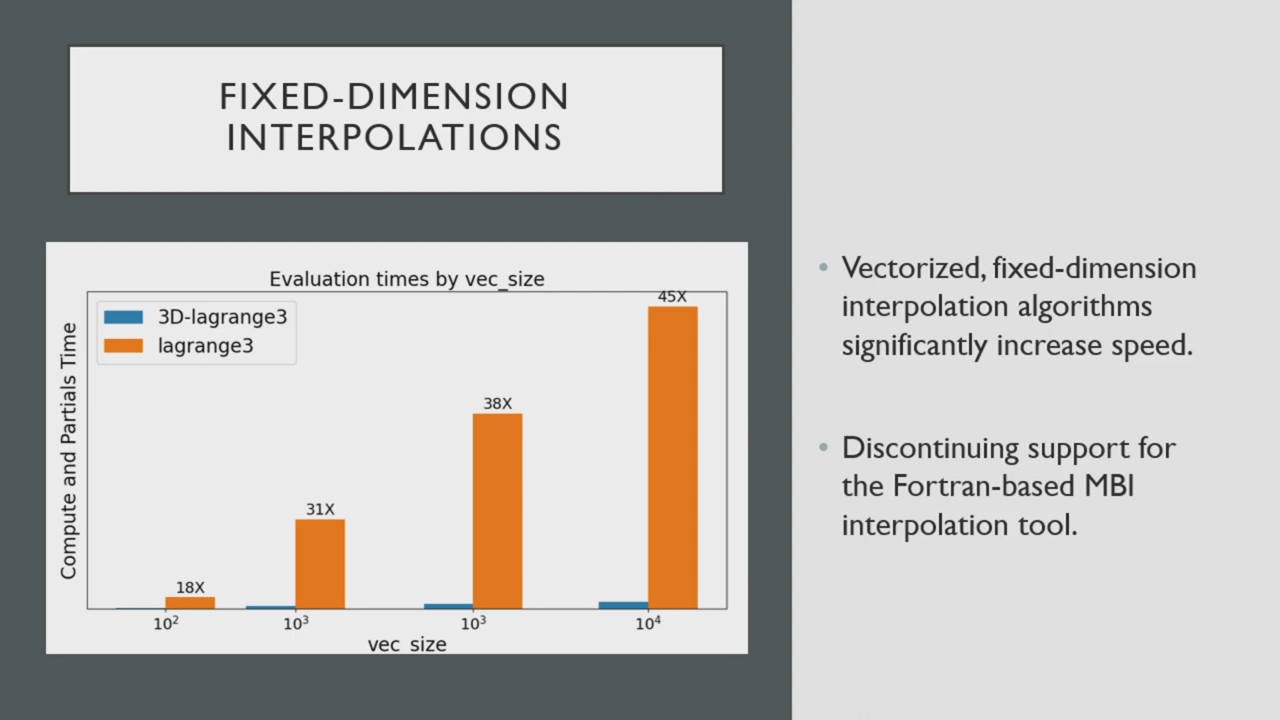 FIXED-DIMENSION
INTERPOLATIONS
Evaluation times by vec_size
3D-lagrange3
lagrange3
Compute and Partials Time
18X
31X
38X
45X
10²
10³
10³
10⁴
vec_size
• Vectorized, fixed-dimension
interpolation algorithms
significantly increase speed.
• Discontinuing support for
the Fortran-based MBI
interpolation tool.